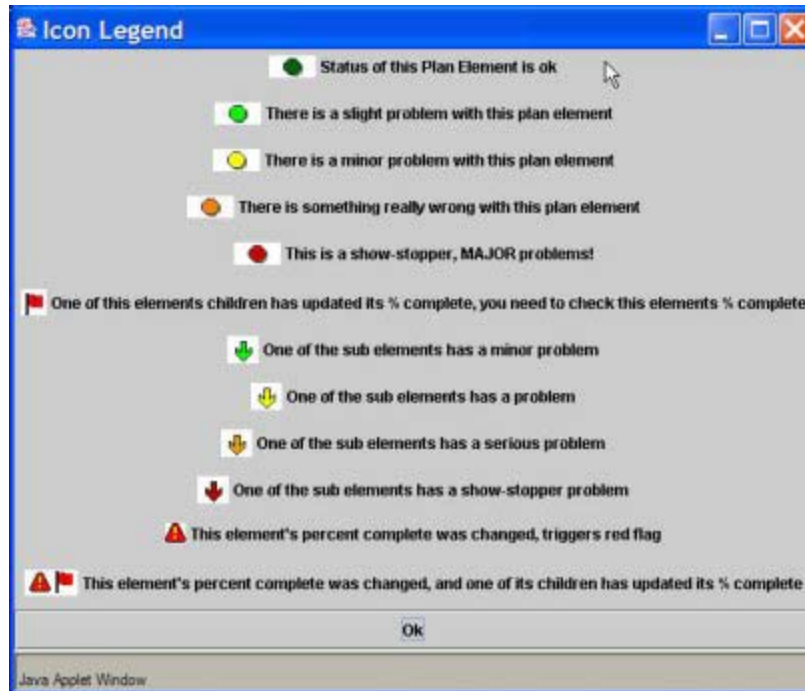 Icon Legend
Status of this Plan Element is ok
There is a slight problem with this plan element
There is a minor problem with this plan element
There is something really wrong with this plan element
This is a show-stopper, MAJOR problems!
One of this elements children has updated its % complete, you need to check this elements % complete
One of the sub elements has a minor problem
One of the sub elements has a problem
One of the sub elements has a serious problem
One of the sub elements has a show-stopper problem
This element's percent complete was changed, triggers red flag
This element's percent complete was changed, and one of its children has updated its % complete
Ok
Java Applet Window